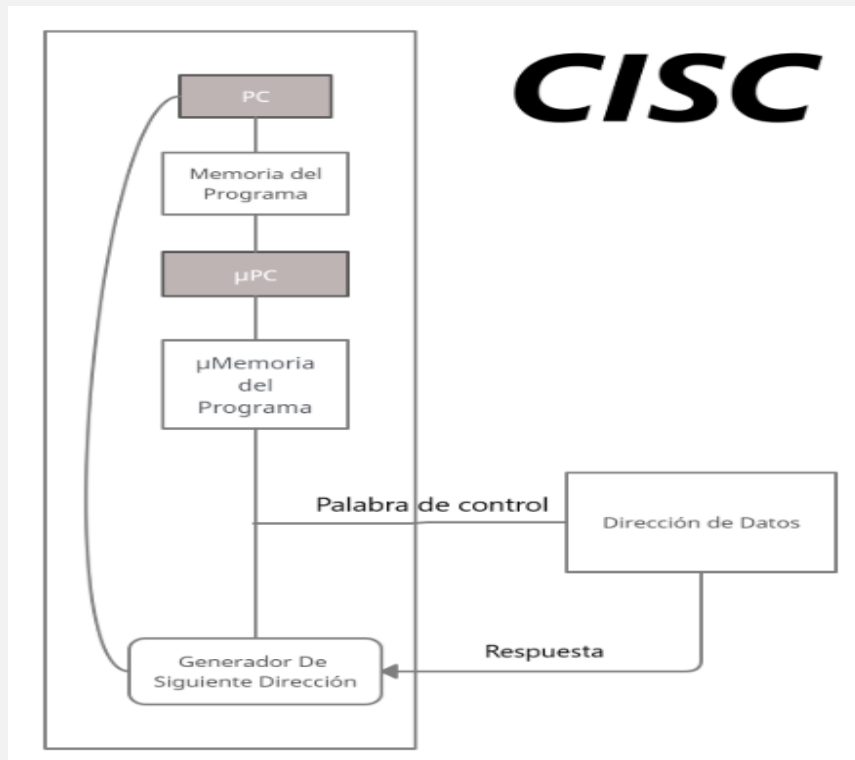 CISC
PC
Memoria del
Programa
µPC
µMemoria
del
Programa
Palabra de control
Dirección de Datos
Respuesta
Generador De
Siguiente Dirección